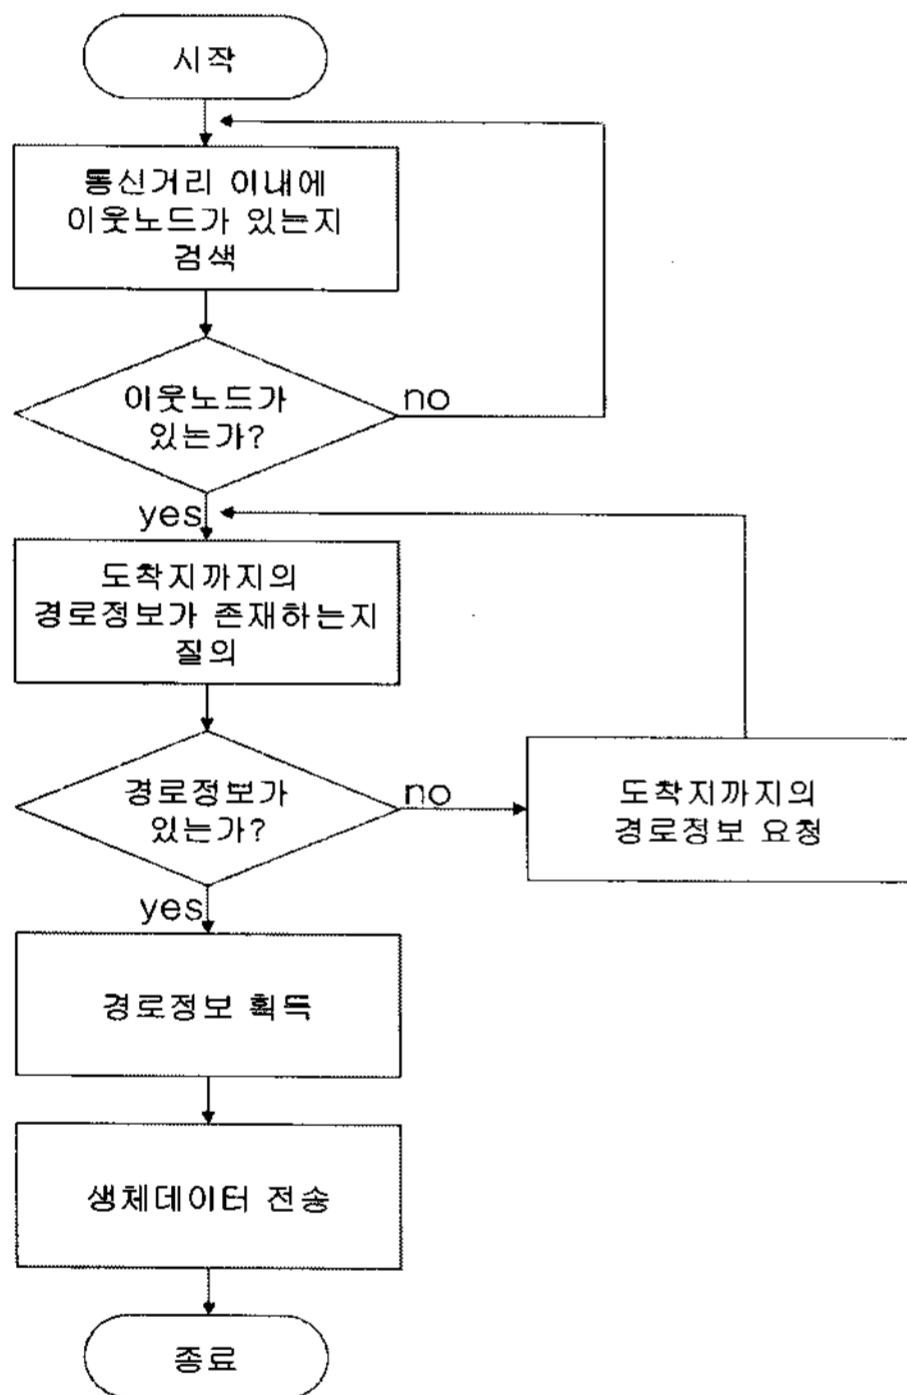 시작
통신거리 이내에
이웃노드가 있는지
검색
이웃노드가
있는가?
no
yes
도착지까지의
경로정보가 존재하는지
질의
경로정보가
있는가?
no
도착지까지의
경로정보 요청
yes
경로정보 획득
생체데이터 전송
종료